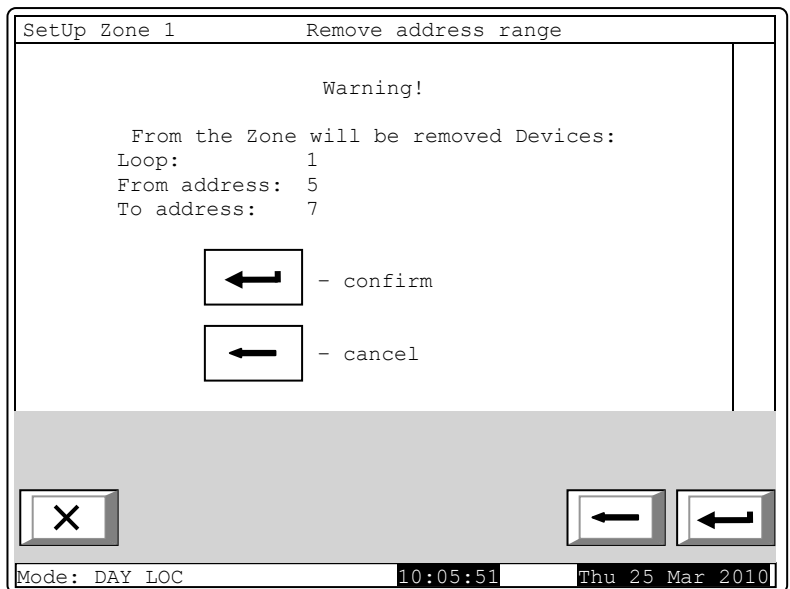 SetUp Zone 1 Remove address range
Warning!
From the Zone will be removed Devices:
Loop: 1
From address: 5
To address: 7
- confirm
- cancel
Mode: DAY LOC 10:05:51 Thu 25 Mar 2010